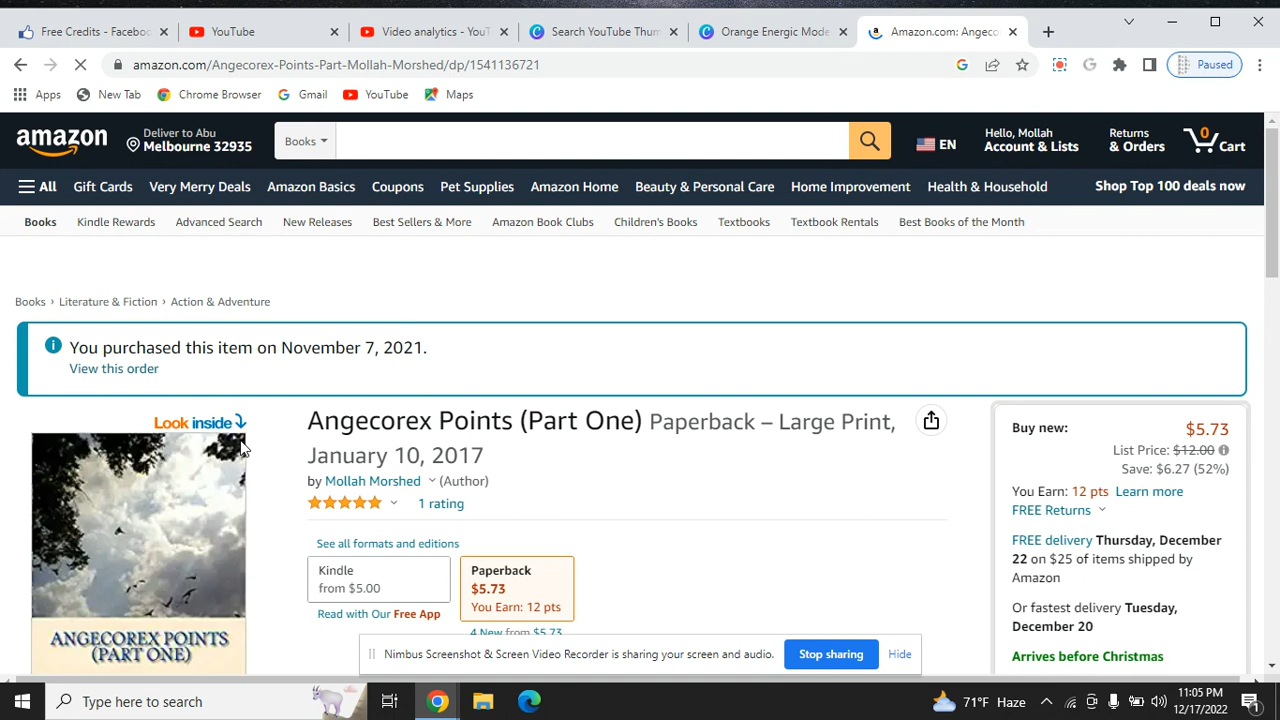 Free Credits - Facebo
YouTube
Video analytics - YouT
Search YouTube Thum
Orange Energic Mode
Amazon.com: Angeco
amazon.com/Angecorex-Points-Part-Mollah-Morshed/dp/1541136721
Paused
Apps
New Tab
Chrome Browser
Gmail
YouTube
Maps
amazon
Deliver to Abu
Melbourne 32935
Books
EN
Hello, Mollah
Account & Lists
Returns
& Orders
0
Cart
All
Gift Cards
Very Merry Deals
Amazon Basics
Coupons
Pet Supplies
Amazon Home
Beauty & Personal Care
Home Improvement
Health & Household
Shop Top 100 deals now
Books
Kindle Rewards
Advanced Search
New Releases
Best Sellers & More
Amazon Book Clubs
Children's Books
Textbooks
Textbook Rentals
Best Books of the Month
Books › Literature & Fiction › Action & Adventure
You purchased this item on November 7, 2021.
View this order
Look inside
ANGECOREX POINTS
(PART ONE)
Angecorex Points (Part One) Paperback – Large Print,
January 10, 2017
by Mollah Morshed (Author)
1 rating
See all formats and editions
Kindle
from $5.00
Read with Our Free App
Paperback
$5.73
You Earn: 12 pts
4 New from $5.73
Buy new:
$5.73
List Price: $12.00
Save: $6.27 (52%)
You Earn: 12 pts Learn more
FREE Returns
FREE delivery Thursday, December
22 on $25 of items shipped by
Amazon
Or fastest delivery Tuesday,
December 20
Arrives before Christmas
Nimbus Screenshot & Screen Video Recorder is sharing your screen and audio.
Stop sharing
Hide
Type here to search
71°F Haze
11:05 PM
12/17/2022
1